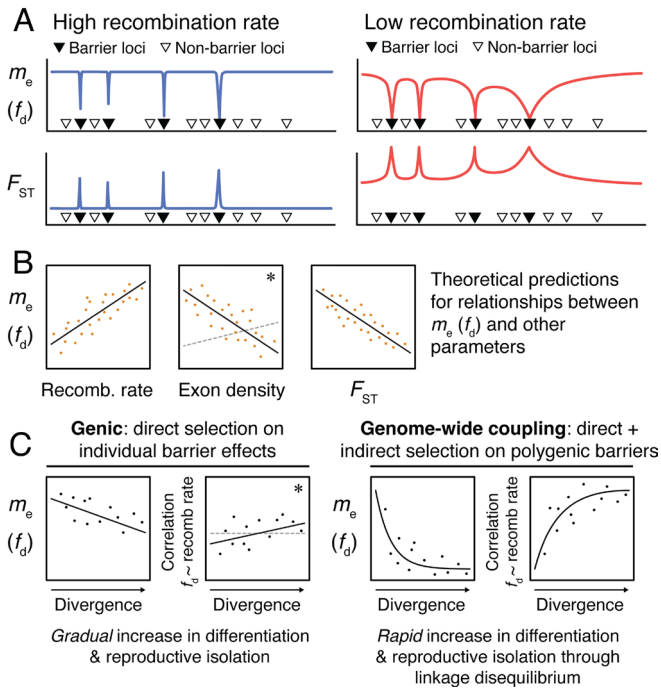 A
High recombination rate
Low recombination rate
▼ Barrier loci ▽ Non-barrier loci
▼ Barrier loci ▽ Non-barrier loci
me
(fd)
FST
B
me
(fd)
*
Recomb. rate
Exon density
FST
Theoretical predictions
for relationships between
me (fd) and other
parameters
C
Genic: direct selection on
individual barrier effects
Genome-wide coupling: direct +
indirect selection on polygenic barriers
me
(fd)
Divergence
Correlation
fd ~ recomb rate
*
Divergence
me
(fd)
Divergence
Correlation
fd ~ recomb rate
Divergence
Gradual increase in differentiation
& reproductive isolation
Rapid increase in differentiation
& reproductive isolation through
linkage disequilibrium